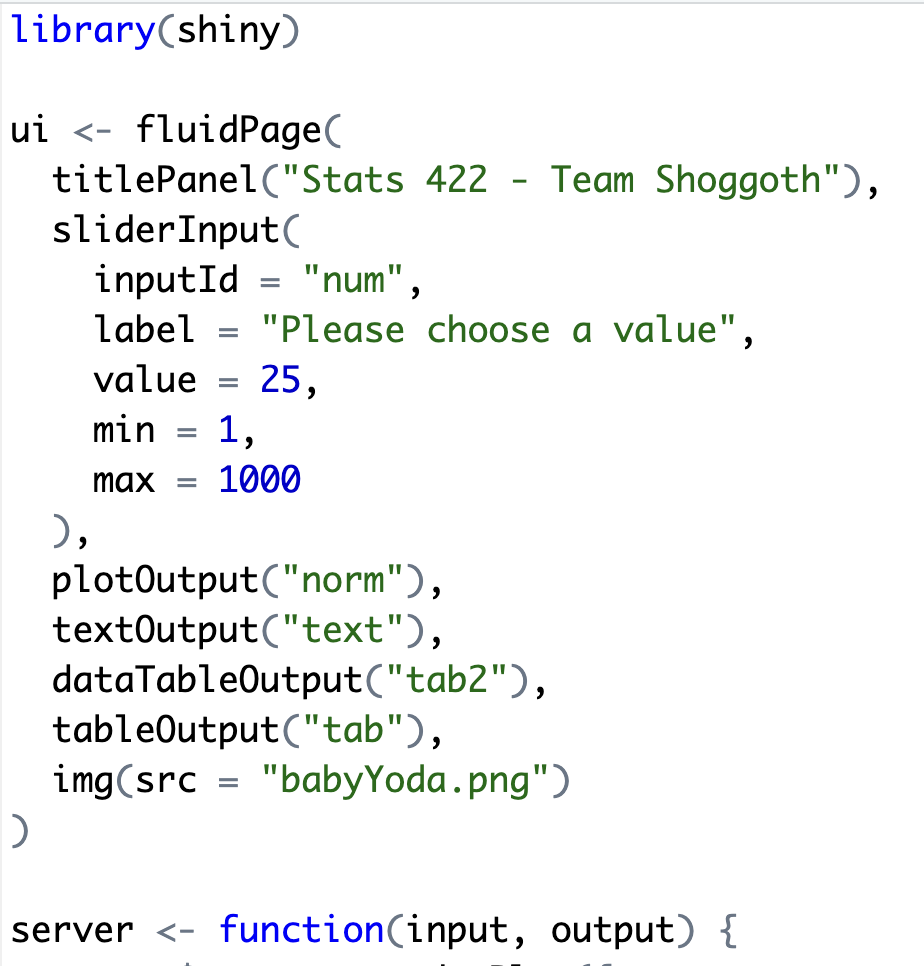 library(shiny)

ui <- fluidPage(
  titlePanel("Stats 422 - Team Shoggoth"),
  sliderInput(
    inputId = "num",
    label = "Please choose a value",
    value = 25,
    min = 1,
    max = 1000
  ),
  plotOutput("norm"),
  textOutput("text"),
  dataTableOutput("tab2"),
  tableOutput("tab"),
  img(src = "babyYoda.png")
)

server <- function(input, output) {